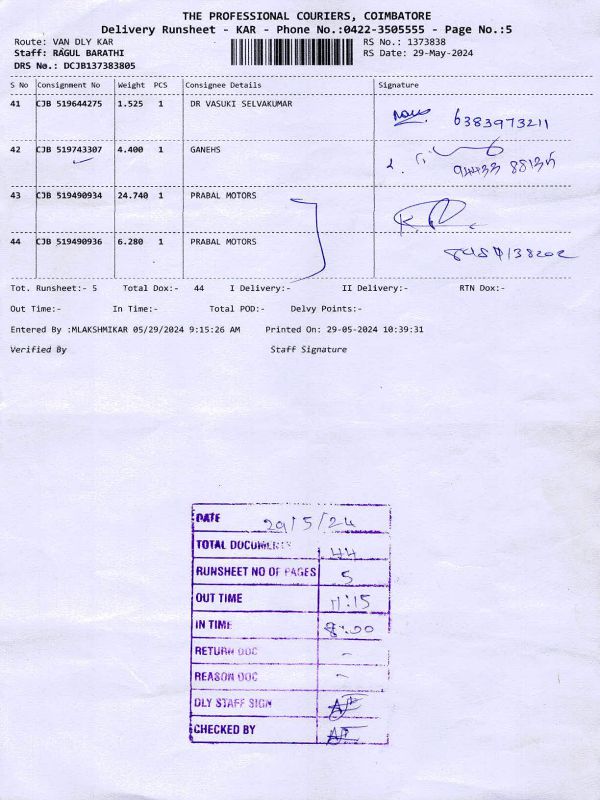 THE PROFESSIONAL COURIERS, COIMBATORE
Delivery Runsheet - KAR - Phone No.:0422-3505555 - Page No.:5
Route: VAN DLY KAR RS No.: 1373838
Staff: RAGUL BARATHI RS Date: 29-May-2024
DRS No.: DCJB137383805
S No Consignment No Weight PCS Consignee Details Signature
41 CJB 519644275 1.525 1 DR VASUKI SELVAKUMAR
6383973211
42 CJB 519743307 4.400 1 GANEHS
43 CJB 519490934 24.740 1 PRABAL MOTORS
44 CJB 519490936 6.280 1 PRABAL MOTORS
Tot. Runsheet:- 5 Total Dox:- 44 I Delivery:- II Delivery:- RTN Dox:-
Out Time:- In Time:- Total POD:- Delvy Points:-
Entered By :MLAKSHMIKAR 05/29/2024 9:15:26 AM Printed On: 29-05-2024 10:39:31
Verified By Staff Signature
DATE 29/5/24
TOTAL DOCUMENTS 44
RUNSHEET NO OF PAGES 5
OUT TIME 11:15
IN TIME 8:00
RETURN DOC -
REASON DOC -
DLY STAFF SIGN
CHECKED BY